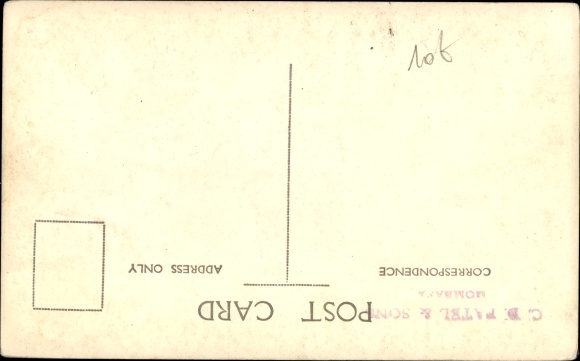 POST CARD
C. D. PATEL & SONS
MOMBASA
CORRESPONDENCE
ADDRESS ONLY